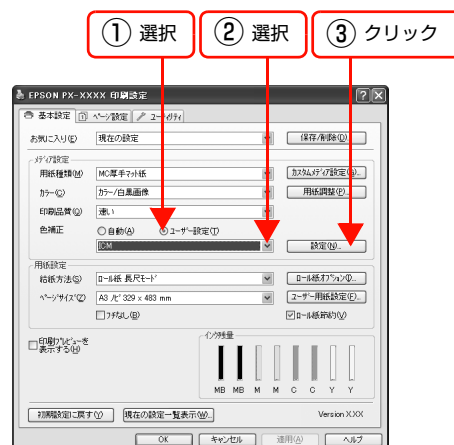 ① 選択 ② 選択 ③ クリック
EPSON PX-XXXX 印刷設定
基本設定 ページ設定 ユーティリティ
お気に入り(E) 現在の設定 保存/削除(D)...
メディア設定
用紙種類(M) MC厚手マット紙 カスタムメディア設定(G)...
カラー(C) カラー/白黒画像 用紙調整(P)...
印刷品質(Q) 速い
色補正 自動(A) ユーザー設定(T)
ICM 設定(N)...
用紙設定
給紙方法(S) ロール紙 長尺モード ロール紙オプション(J)...
ページサイズ(Z) A3 ノビ 329 x 483 mm ユーザー用紙設定(F)...
フチなし(B) ロール紙節約(V)
印刷プレビューを
表示する(H)
インク残量
MB MB M M C C Y Y
初期設定に戻す(Y) 現在の設定一覧表示(W)... Version X.XX
OK キャンセル 適用(A) ヘルプ